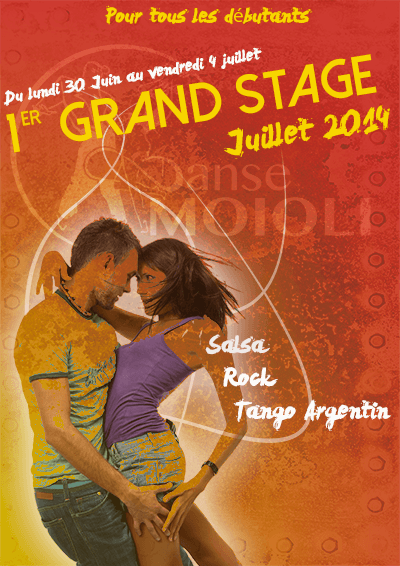 Pour tous les débutants
Du lundi 30 Juin au vendredi 4 juillet
1ER GRAND STAGE
Juillet 2014
Danse
MOIOLI
Salsa
Rock
Tango Argentin